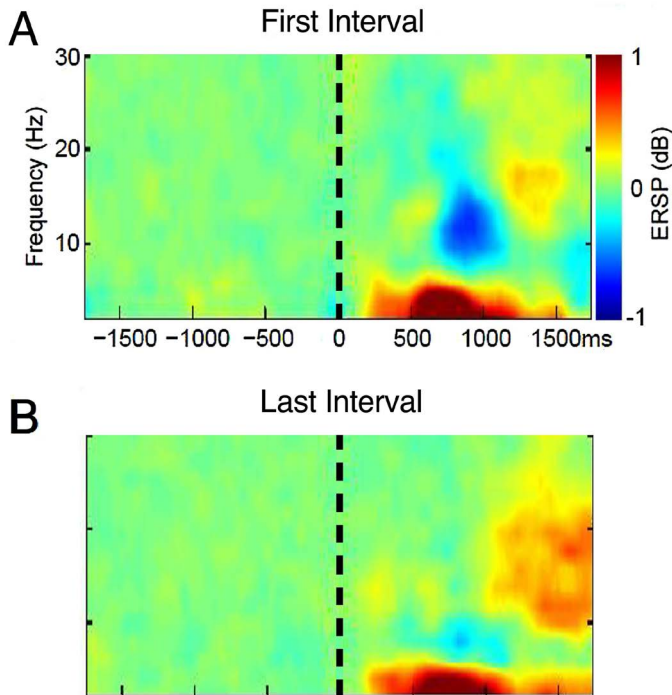 A
First Interval
30
20
10
Frequency (Hz)
−1500 −1000 −500 0 500 1000 1500ms
1
0
-1
ERSP (dB)
B
Last Interval